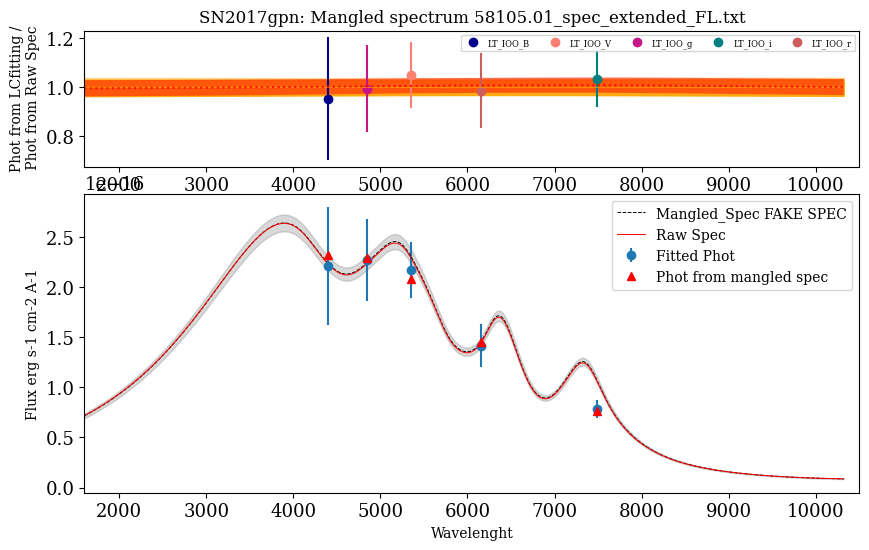 SN2017gpn: Mangled spectrum 58105.01_spec_extended_FL.txt
Phot from LCfitting /
Phot from Raw Spec
1.2
1.0
0.8
LT_IOO_B LT_IOO_V LT_IOO_g LT_IOO_i LT_IOO_r
2000 3000 4000 5000 6000 7000 8000 9000 10000
1e−16
Flux erg s-1 cm-2 A-1
2.5
2.0
1.5
1.0
0.5
0.0
Mangled_Spec FAKE SPEC
Raw Spec
Fitted Phot
Phot from mangled spec
2000 3000 4000 5000 6000 7000 8000 9000 10000
Wavelenght